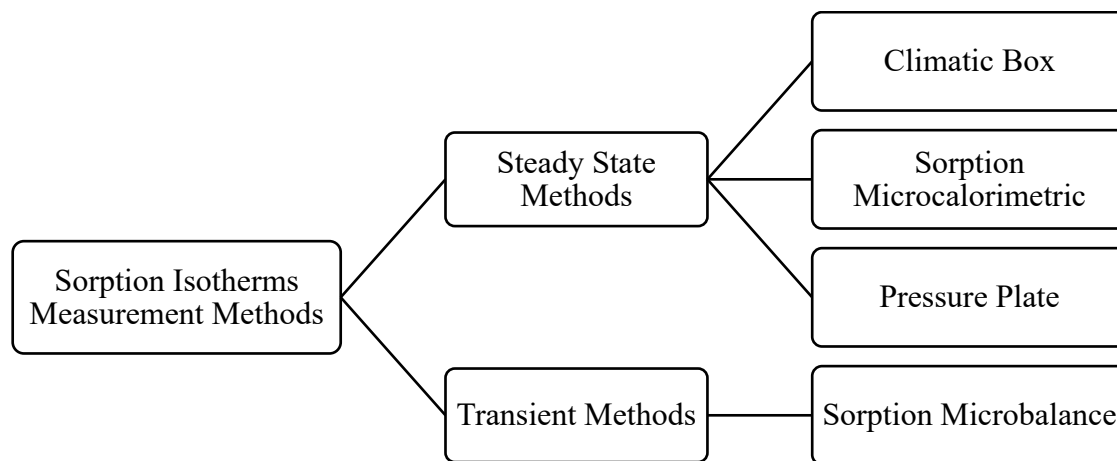 Sorption Isotherms
Measurement Methods
Steady State
Methods
Climatic Box
Sorption
Microcalorimetric
Pressure Plate
Transient Methods
Sorption Microbalance